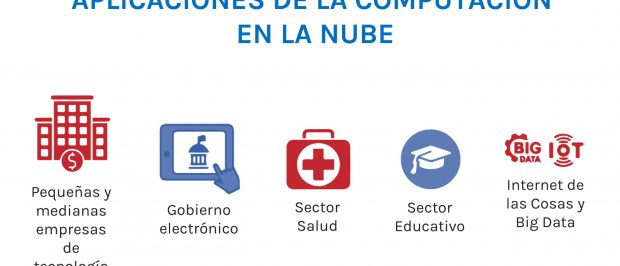 APLICACIONES DE LA COMPUTACIÓN
EN LA NUBE
Pequeñas y
medianas
empresas
de
tecnología
$
Gobierno
electrónico
Sector
Salud
Sector
Educativo
BIG
DATA
IOT
Internet de
las Cosas y
Big Data